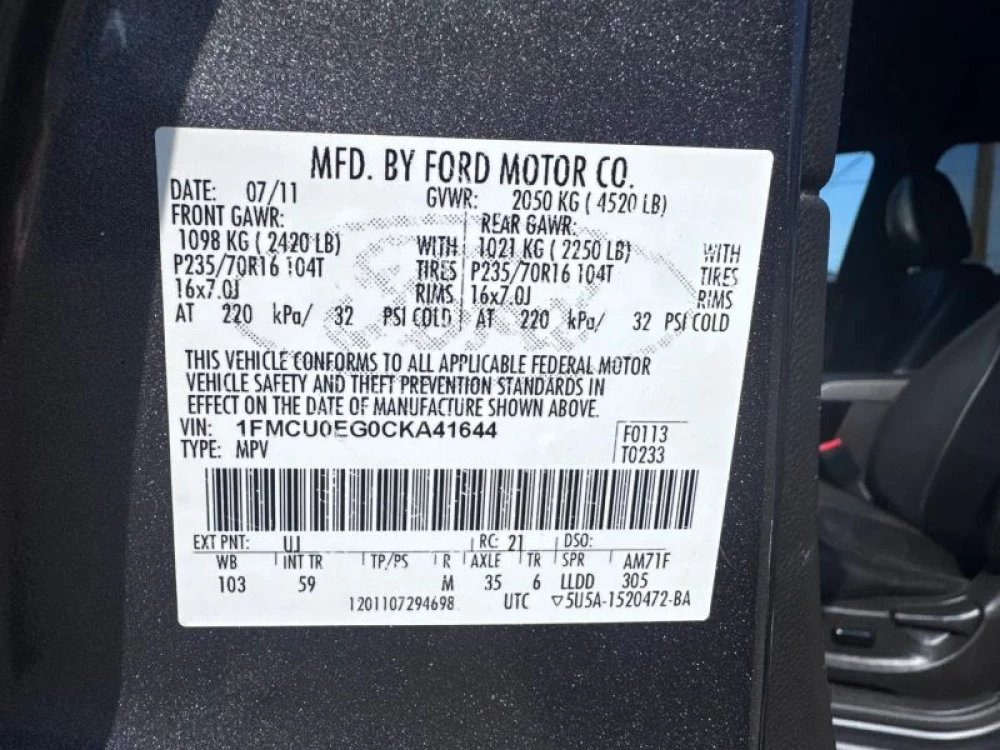 MFD. BY FORD MOTOR CO.
DATE: 07/11 GVWR: 2050 KG ( 4520 LB)
FRONT GAWR: REAR GAWR:
1098 KG ( 2420 LB) WITH 1021 KG ( 2250 LB) WITH
P235/70R16 104T TIRES P235/70R16 104T TIRES
16x7.0J RIMS 16x7.0J RIMS
AT 220 kPa/ 32 PSI COLD AT 220 kPa/ 32 PSI COLD
THIS VEHICLE CONFORMS TO ALL APPLICABLE FEDERAL MOTOR
VEHICLE SAFETY AND THEFT PREVENTION STANDARDS IN
EFFECT ON THE DATE OF MANUFACTURE SHOWN ABOVE.
VIN: 1FMCU0EG0CKA41644 F0113
TYPE: MPV T0233
EXT PNT: UJ RC: 21 DSO:
WB INT TR TP/PS R AXLE TR SPR AM71F
103 59 M 35 6 LLDD 305
1201107294698 UTC ▽5U5A-1520472-BA